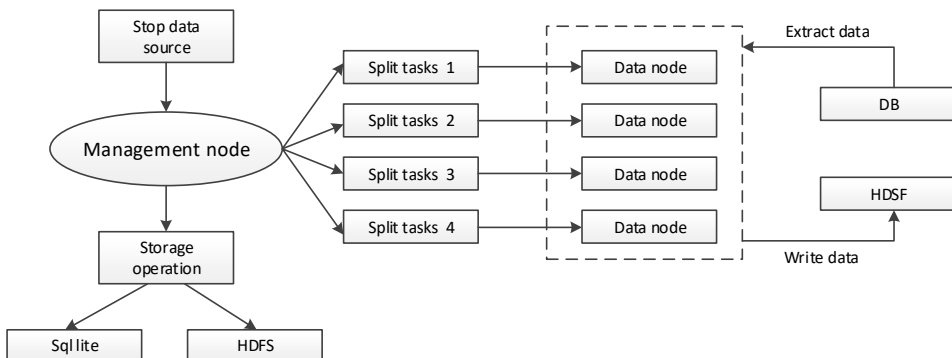 Stop data
source
Management node
Storage
operation
Sql lite
HDFS
Split tasks 1
Split tasks 2
Split tasks 3
Split tasks 4
Data node
Data node
Data node
Data node
Extract data
DB
HDSF
Write data